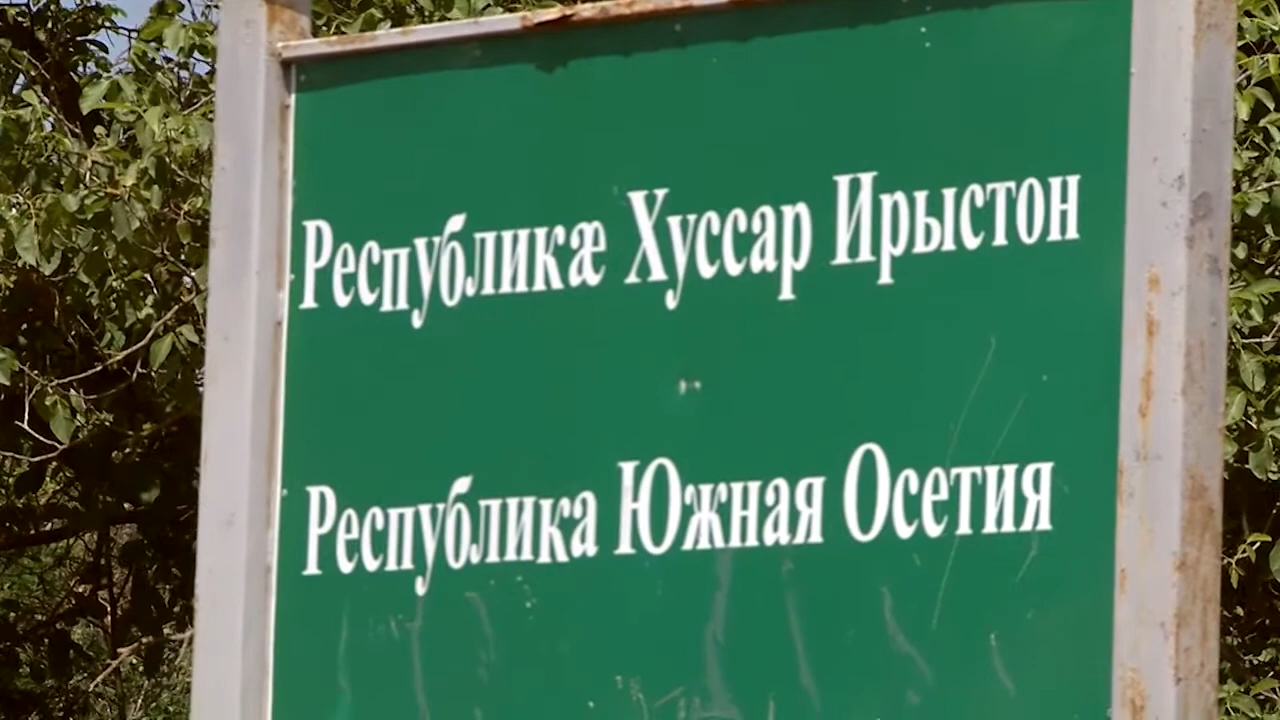 Республикӕ Хуссар Ирыстон
Республика Южная Осетия